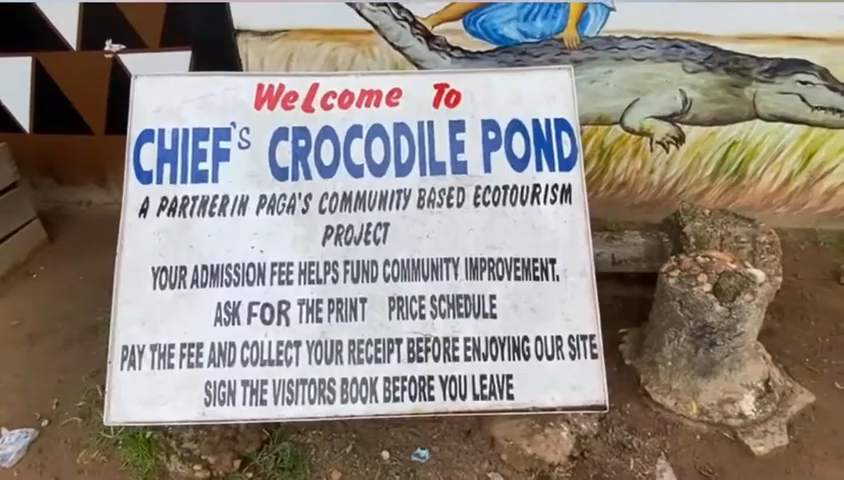 Welcome To
CHIEF's CROCODILE POND
A PARTNERIN PAGA'S COMMUNITY BASED ECOTOURISM
PROJECT
YOUR ADMISSION FEE HELPS FUND COMMUNITY IMPROVEMENT.
ASK FOR THE PRINT PRICE SCHEDULE
PAY THE FEE AND COLLECT YOUR RECEIPT BEFORE ENJOYING OUR SITE
SIGN THE VISITORS BOOK BEFORE YOU LEAVE